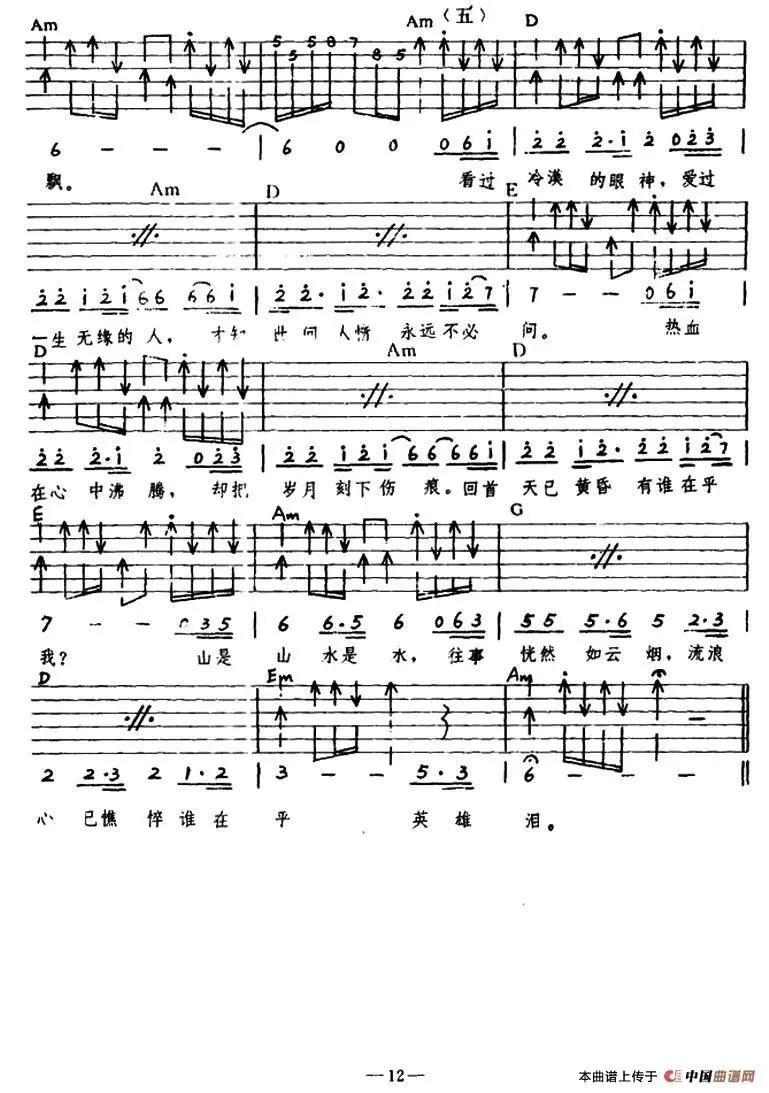 Am Am（五） D
5 5 5 8 7 8 5
6 — — — | 6 0 0 0 6 i | 2 2 2·i 2 0 2 3
飘。 看过 冷漠 的眼 神，爱过
Am D E
2 2 i 2 i 6 6 6 6 i | 2 2· i 2· 2 2 i 2 7 | 7 — — 0 6 i
一生 无缘的 人， 才知 世间 人情 永远不必 问。 热血
D Am D
2 2 2·i 2 0 2 3 | 2 2 i 2 i 6 6 6 6 i | 2 2 i 2· 2 2 i 2 7
在心 中沸 腾， 却把 岁月 刻下 伤 痕。回首 天已 黄昏 有谁在乎
E Am G
7 — — 0 3 5 | 6 6·5 6 0 6 3 | 5 5 5·6 5 2·3
我？ 山是 山 水是 水，往事 恍然 如云 烟，流浪
D Em Am
2 2·3 2 1·2 | 3 — — 5·3 | 6 — — —
心 已憔 悴 谁在 乎 英雄 泪。
—12—
本曲谱上传于 中国曲谱网